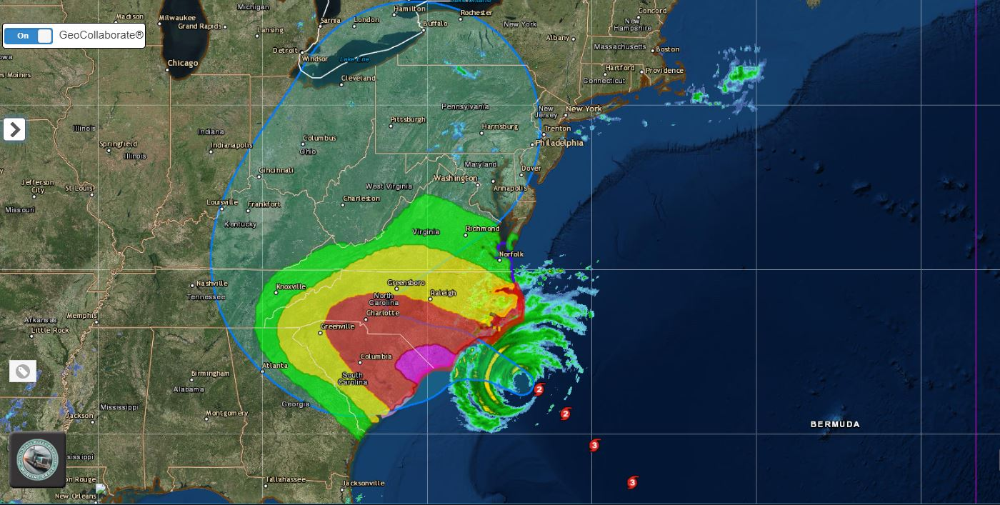 Michigan
Hamilton
Lake Ontario
Rochester
Concord
Madison
Milwaukee
Grand Rapids
Sarnia
London
Buffalo
New York
New
Hampshire
On
GeoCollaborate®
Lansing
Albany
Massachusetts
Boston
Detroit
Windsor
Lake Erie
Chicago
Hartford
Providence
es Moines
Cleveland
Connecticut
Pennsylvania
New
Jersey
New York
Pittsburgh
Harrisburg
Trenton
Illinois
Indiana
Columbus
Ohio
Philadelphia
Springfield
Illinois
Indianapolis
Maryland
Dover
Cincinnati
Washington
Jefferson
City
St. Louis
West Virginia
Annapolis
Charleston
Louisville
Frankfort
Missouri
Kentucky
Virginia
Richmond
Norfolk
Nashville
Tennessee
Knoxville
Greensboro
Raleigh
North
Carolina
Charlotte
Arkansas
Memphis
Little Rock
Greenville
Columbia
Atlanta
South
Carolina
Birmingham
Alabama
2
Georgia
Mississippi
Jackson
Montgomery
2
BERMUDA
3
ssissippi
on Rouge
Tallahassee
Jacksonville
3
New Orleans